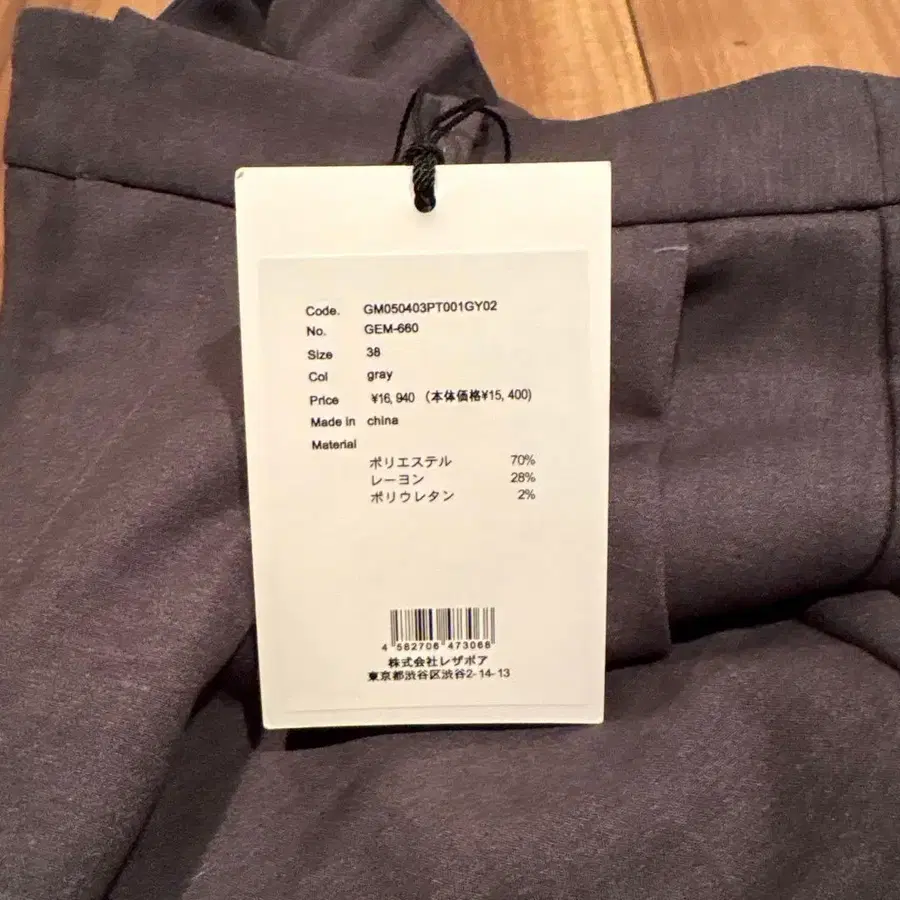 Code. GM050403PT001GY02
No. GEM-660
Size 38
Col gray
Price ¥16,940 (本体価格¥15,400)
Made in china
Material
ポリエステル 70%
レーヨン 28%
ポリウレタン 2%
4 582706 473068
株式会社レザボア
東京都渋谷区渋谷2-14-13